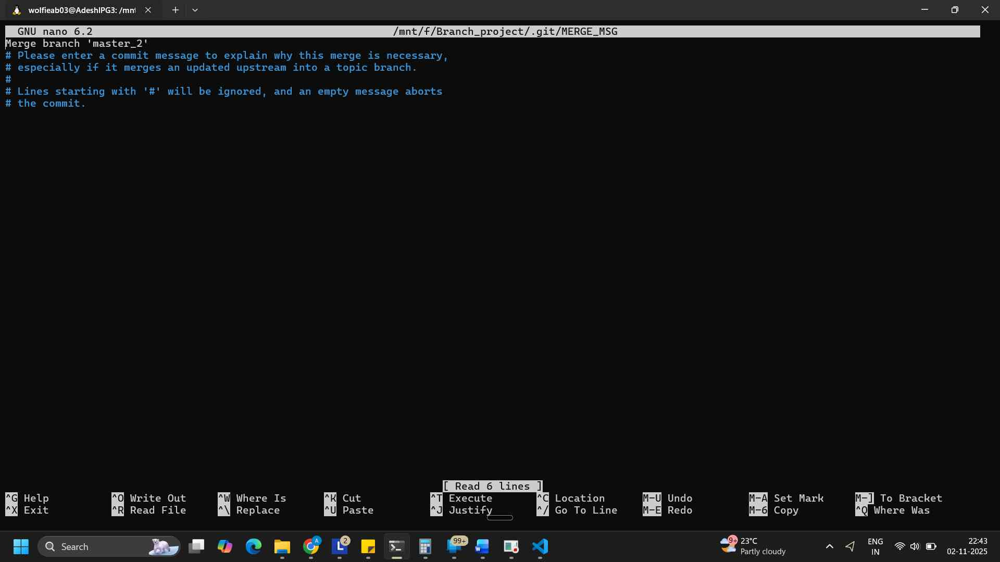 wolfieab03@AdeshIPG3: /mnt
GNU nano 6.2 /mnt/f/Branch_project/.git/MERGE_MSG
Merge branch 'master_2'
# Please enter a commit message to explain why this merge is necessary,
# especially if it merges an updated upstream into a topic branch.
#
# Lines starting with '#' will be ignored, and an empty message aborts
# the commit.
[ Read 6 lines ]
^G Help ^O Write Out ^W Where Is ^K Cut ^T Execute ^C Location M-U Undo M-A Set Mark M-] To Bracket
^X Exit ^R Read File ^\ Replace ^U Paste ^J Justify ^/ Go To Line M-E Redo M-6 Copy ^Q Where Was
Search
A
L 2
99+
W
9+ 23°C
Partly cloudy
ENG
IN
22:43
02-11-2025